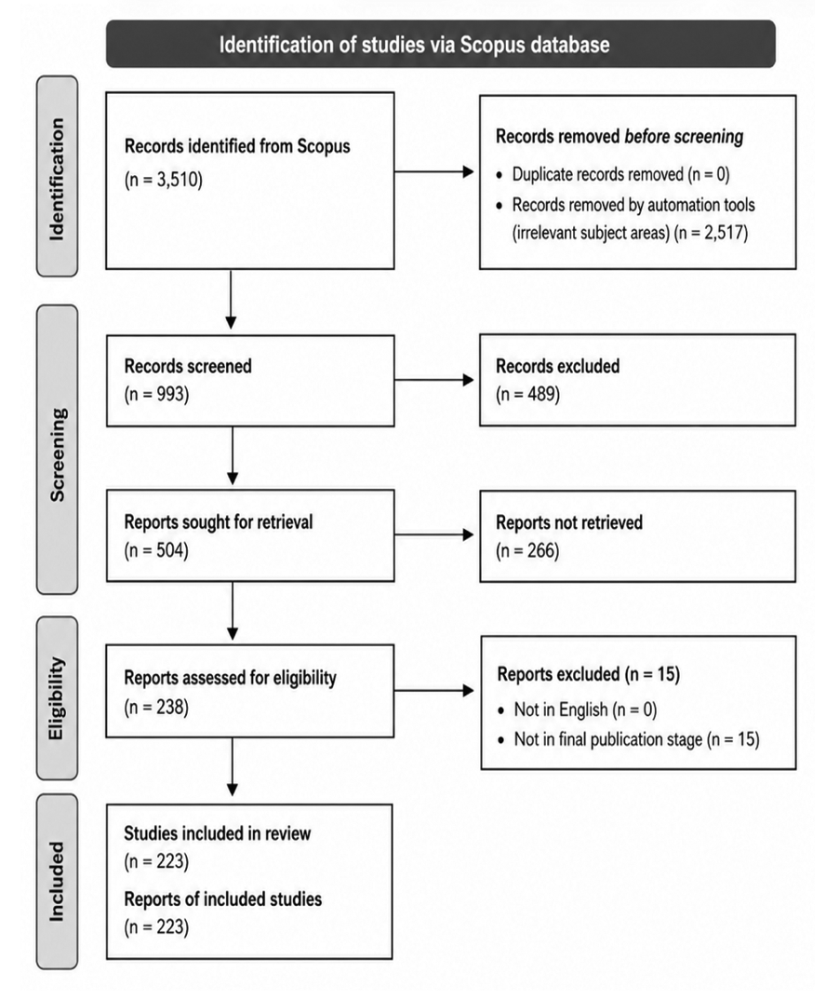 Identification of studies via Scopus database
Identification
Records identified from Scopus
(n = 3,510)
Records removed before screening
• Duplicate records removed (n = 0)
• Records removed by automation tools
(irrelevant subject areas) (n = 2,517)
Screening
Records screened
(n = 993)
Records excluded
(n = 489)
Reports sought for retrieval
(n = 504)
Reports not retrieved
(n = 266)
Eligibility
Reports assessed for eligibility
(n = 238)
Reports excluded (n = 15)
• Not in English (n = 0)
• Not in final publication stage (n = 15)
Included
Studies included in review
(n = 223)
Reports of included studies
(n = 223)